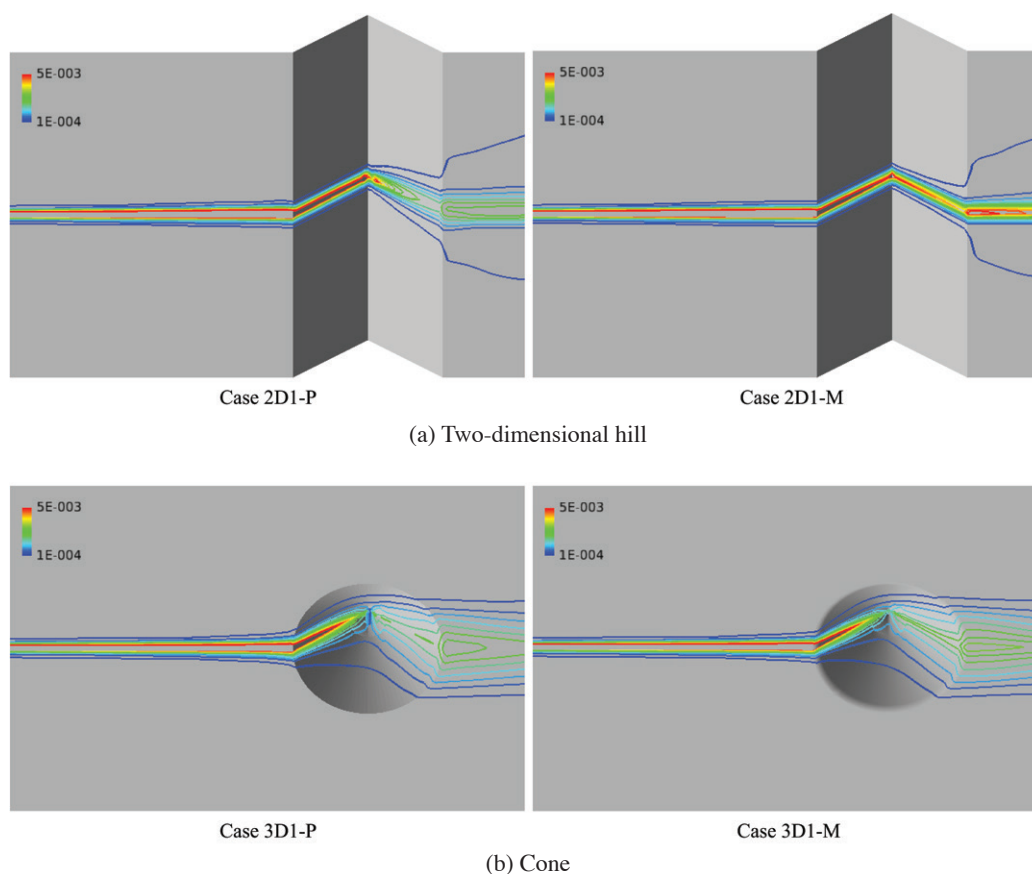 5E-003
1E-004
5E-003
1E-004
Case 2D1-P
Case 2D1-M
(a) Two-dimensional hill
5E-003
1E-004
5E-003
1E-004
Case 3D1-P
Case 3D1-M
(b) Cone